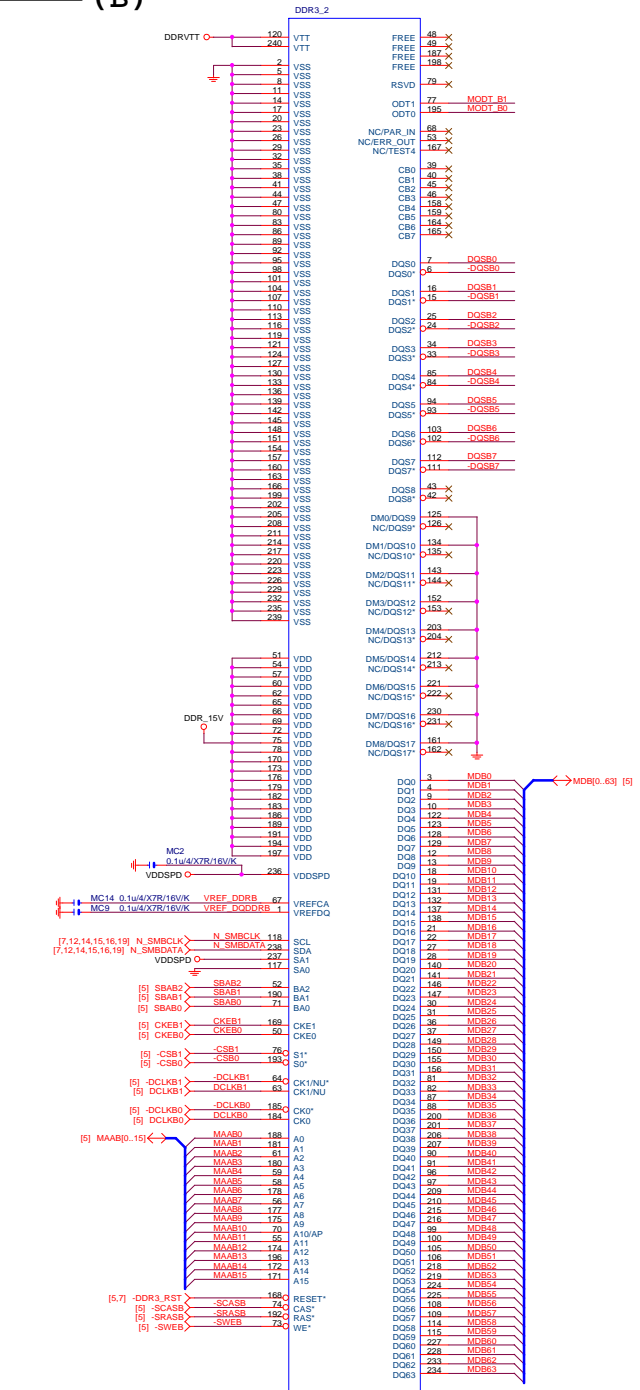 (B)
DDR3_2
DDRVTT 120 VTT
240 VTT
2 VSS
5 VSS
8 VSS
11 VSS
14 VSS
17 VSS
20 VSS
23 VSS
26 VSS
29 VSS
32 VSS
35 VSS
38 VSS
41 VSS
44 VSS
47 VSS
80 VSS
83 VSS
86 VSS
89 VSS
92 VSS
95 VSS
98 VSS
101 VSS
104 VSS
107 VSS
110 VSS
113 VSS
116 VSS
119 VSS
121 VSS
124 VSS
127 VSS
130 VSS
133 VSS
136 VSS
139 VSS
142 VSS
145 VSS
148 VSS
151 VSS
154 VSS
157 VSS
160 VSS
163 VSS
166 VSS
199 VSS
202 VSS
205 VSS
208 VSS
211 VSS
214 VSS
217 VSS
220 VSS
223 VSS
226 VSS
229 VSS
232 VSS
235 VSS
239 VSS
51 VDD
54 VDD
57 VDD
60 VDD
62 VDD
65 VDD
66 VDD
DDR_15V 69 VDD
72 VDD
75 VDD
78 VDD
170 VDD
173 VDD
176 VDD
179 VDD
182 VDD
183 VDD
186 VDD
189 VDD
191 VDD
194 VDD
197 VDD
MC2
0.1u/4/X7R/16V/K
VDDSPD 236 VDDSPD
MC14 0.1u/4/X7R/16V/K VREF_DDRB 67 VREFCA
MC9 0.1u/4/X7R/16V/K VREF_DQDDRB 1 VREFDQ
[7,12,14,15,16,19] N_SMBCLK N_SMBCLK 118 SCL
[7,12,14,15,16,19] N_SMBDATA N_SMBDATA 238 SDA
VDDSPD 237 SA1
117 SA0
[5] SBAB2 SBAB2 52 BA2
[5] SBAB1 SBAB1 190 BA1
[5] SBAB0 SBAB0 71 BA0
[5] CKEB1 CKEB1 169 CKE1
[5] CKEB0 CKEB0 50 CKE0
[5] -CSB1 -CSB1 76 S1*
[5] -CSB0 -CSB0 193 S0*
[5] -DCLKB1 -DCLKB1 64 CK1/NU*
[5] DCLKB1 DCLKB1 63 CK1/NU
[5] -DCLKB0 -DCLKB0 185 CK0*
[5] DCLKB0 DCLKB0 184 CK0
[5] MAAB[0..15] MAAB0 188 A0
MAAB1 181 A1
MAAB2 61 A2
MAAB3 180 A3
MAAB4 59 A4
MAAB5 58 A5
MAAB6 178 A6
MAAB7 56 A7
MAAB8 177 A8
MAAB9 175 A9
MAAB10 70 A10/AP
MAAB11 55 A11
MAAB12 174 A12
MAAB13 196 A13
MAAB14 172 A14
MAAB15 171 A15
[5,7] -DDR3_RST 168 RESET*
[5] -SCASB -SCASB 74 CAS*
[5] -SRASB -SRASB 192 RAS*
[5] -SWEB -SWEB 73 WE*
FREE 48
FREE 49
FREE 187
FREE 198
RSVD 79
ODT1 77 MODT_B1
ODT0 195 MODT_B0
NC/PAR_IN 68
NC/ERR_OUT 53
NC/TEST4 167
CB0 39
CB1 40
CB2 45
CB3 46
CB4 158
CB5 159
CB6 164
CB7 165
DQS0 7 DQSB0
DQS0* 6 -DQSB0
DQS1 16 DQSB1
DQS1* 15 -DQSB1
DQS2 25 DQSB2
DQS2* 24 -DQSB2
DQS3 34 DQSB3
DQS3* 33 -DQSB3
DQS4 85 DQSB4
DQS4* 84 -DQSB4
DQS5 94 DQSB5
DQS5* 93 -DQSB5
DQS6 103 DQSB6
DQS6* 102 -DQSB6
DQS7 112 DQSB7
DQS7* 111 -DQSB7
DQS8 43
DQS8* 42
DM0/DQS9 125
NC/DQS9* 126
DM1/DQS10 134
NC/DQS10* 135
DM2/DQS11 143
NC/DQS11* 144
DM3/DQS12 152
NC/DQS12* 153
DM4/DQS13 203
NC/DQS13* 204
DM5/DQS14 212
NC/DQS14* 213
DM6/DQS15 221
NC/DQS15* 222
DM7/DQS16 230
NC/DQS16* 231
DM8/DQS17 161
NC/DQS17* 162
DQ0 3 MDB0 MDB[0..63] [5]
DQ1 4 MDB1
DQ2 9 MDB2
DQ3 10 MDB3
DQ4 122 MDB4
DQ5 123 MDB5
DQ6 128 MDB6
DQ7 129 MDB7
DQ8 12 MDB8
DQ9 13 MDB9
DQ10 18 MDB10
DQ11 19 MDB11
DQ12 131 MDB12
DQ13 132 MDB13
DQ14 137 MDB14
DQ15 138 MDB15
DQ16 21 MDB16
DQ17 22 MDB17
DQ18 27 MDB18
DQ19 28 MDB19
DQ20 140 MDB20
DQ21 141 MDB21
DQ22 146 MDB22
DQ23 147 MDB23
DQ24 30 MDB24
DQ25 31 MDB25
DQ26 36 MDB26
DQ27 37 MDB27
DQ28 149 MDB28
DQ29 150 MDB29
DQ30 155 MDB30
DQ31 156 MDB31
DQ32 81 MDB32
DQ33 82 MDB33
DQ34 87 MDB34
DQ35 88 MDB35
DQ36 200 MDB36
DQ37 201 MDB37
DQ38 206 MDB38
DQ39 207 MDB39
DQ40 90 MDB40
DQ41 91 MDB41
DQ42 96 MDB42
DQ43 97 MDB43
DQ44 209 MDB44
DQ45 210 MDB45
DQ46 215 MDB46
DQ47 216 MDB47
DQ48 99 MDB48
DQ49 100 MDB49
DQ50 105 MDB50
DQ51 106 MDB51
DQ52 218 MDB52
DQ53 219 MDB53
DQ54 224 MDB54
DQ55 225 MDB55
DQ56 108 MDB56
DQ57 109 MDB57
DQ58 114 MDB58
DQ59 115 MDB59
DQ60 227 MDB60
DQ61 228 MDB61
DQ62 233 MDB62
DQ63 234 MDB63